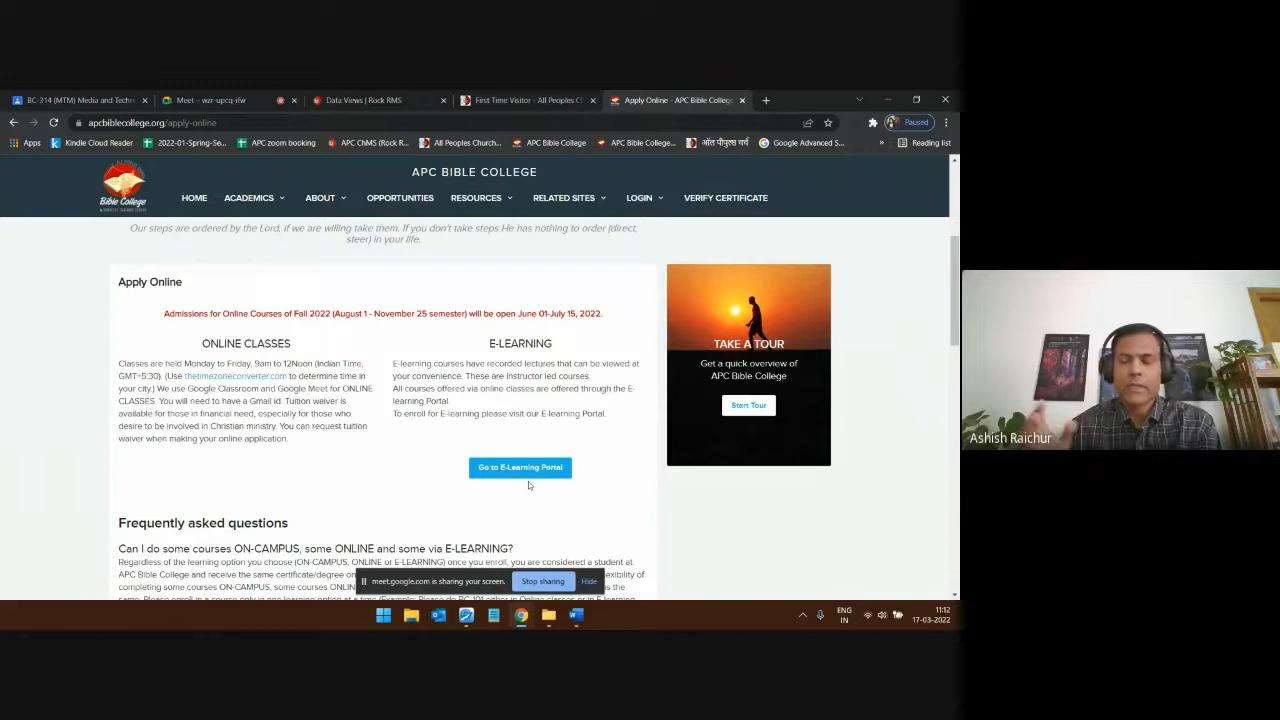 BC-314 (MTM) Media and Techn
Meet – wzr-upcq-ifw
Data Views | Rock RMS
First Time Visitor - All Peoples Ch
Apply Online - APC Bible College
apcbiblecollege.org/apply-online
Paused
Apps
Kindle Cloud Reader
2022-01-Spring-Se...
APC zoom booking
APC ChMS (Rock R...
All Peoples Church...
APC Bible College
APC Bible College...
ऑल पीपुल्स चर्च
Google Advanced S...
Reading list
Bible College
APC BIBLE COLLEGE
HOME
ACADEMICS
ABOUT
OPPORTUNITIES
RESOURCES
RELATED SITES
LOGIN
VERIFY CERTIFICATE
Our steps are ordered by the Lord, if we are willing take them. If you don't take steps He has nothing to order (direct,
steer) in your life.
Apply Online
Admissions for Online Courses of Fall 2022 (August 1 - November 25 semester) will be open June 01-July 15, 2022.
ONLINE CLASSES
Classes are held Monday to Friday, 9am to 12Noon (Indian Time,
GMT+5:30). (Use thetimezoneconverter.com to determine time in
your city.) We use Google Classroom and Google Meet for ONLINE
CLASSES. You will need to have a Gmail id. Tuition waiver is
available for those in financial need, especially for those who
desire to be involved in Christian ministry. You can request tuition
waiver when making your online application.
E-LEARNING
E-learning courses have recorded lectures that can be viewed at
your convenience. These are Instructor led courses.
All courses offered via online classes are offered through the E-
learning Portal.
To enroll for E-learning please visit our E-learning Portal.
Go to E-Learning Portal
TAKE A TOUR
Get a quick overview of
APC Bible College
Start Tour
Frequently asked questions
Can I do some courses ON-CAMPUS, some ONLINE and some via E-LEARNING?
Regardless of the learning option you choose (ON-CAMPUS, ONLINE or E-LEARNING) once you enroll, you are considered a student at
APC Bible College and receive the same certificate/degree on
exibility of
completing some courses ON-CAMPUS, some courses ONLIN
meet.google.com is sharing your screen.
Stop sharing
Hide
ENG
IN
11:12
17-03-2022
Ashish Raichur